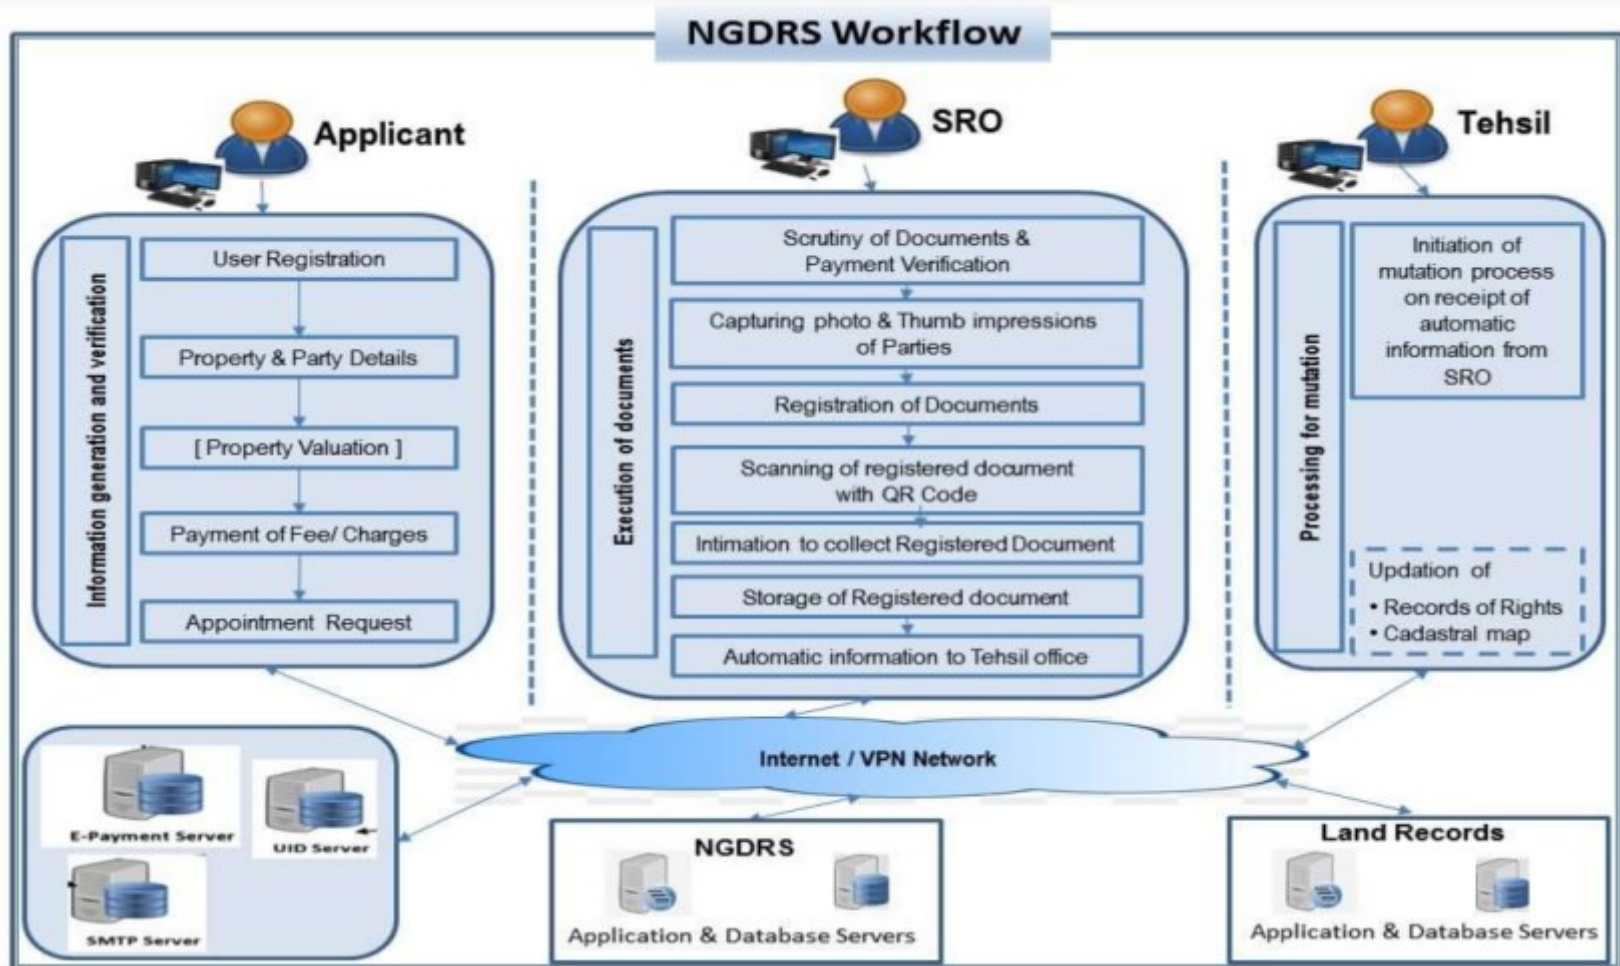 NGDRS Workflow
Applicant
SRO
Tehsil
Information generation and verification
User Registration
Property & Party Details
[ Property Valuation ]
Payment of Fee/ Charges
Appointment Request
Execution of documents
Scrutiny of Documents &
Payment Verification
Capturing photo & Thumb impressions
of Parties
Registration of Documents
Scanning of registered document
with QR Code
Intimation to collect Registered Document
Storage of Registered document
Automatic information to Tehsil office
Processing for mutation
Initiation of
mutation process
on receipt of
automatic
information from
SRO
Updation of
• Records of Rights
• Cadastral map
Internet / VPN Network
E-Payment Server
UID Server
SMTP Server
NGDRS
Application & Database Servers
Land Records
Application & Database Servers